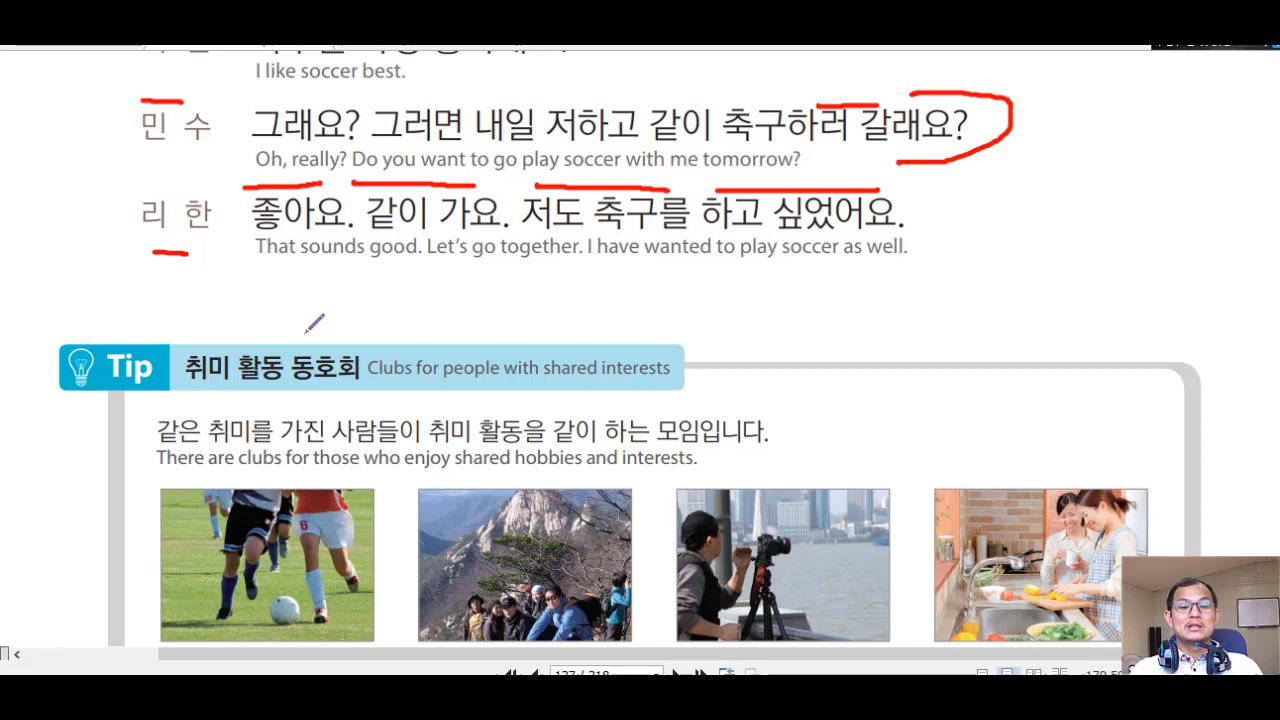 I like soccer best.
민 수 그래요? 그러면 내일 저하고 같이 축구하러 갈래요?
Oh, really? Do you want to go play soccer with me tomorrow?
리 한 좋아요. 같이 가요. 저도 축구를 하고 싶었어요.
That sounds good. Let's go together. I have wanted to play soccer as well.
Tip 취미 활동 동호회 Clubs for people with shared interests
같은 취미를 가진 사람들이 취미 활동을 같이 하는 모임입니다.
There are clubs for those who enjoy shared hobbies and interests.